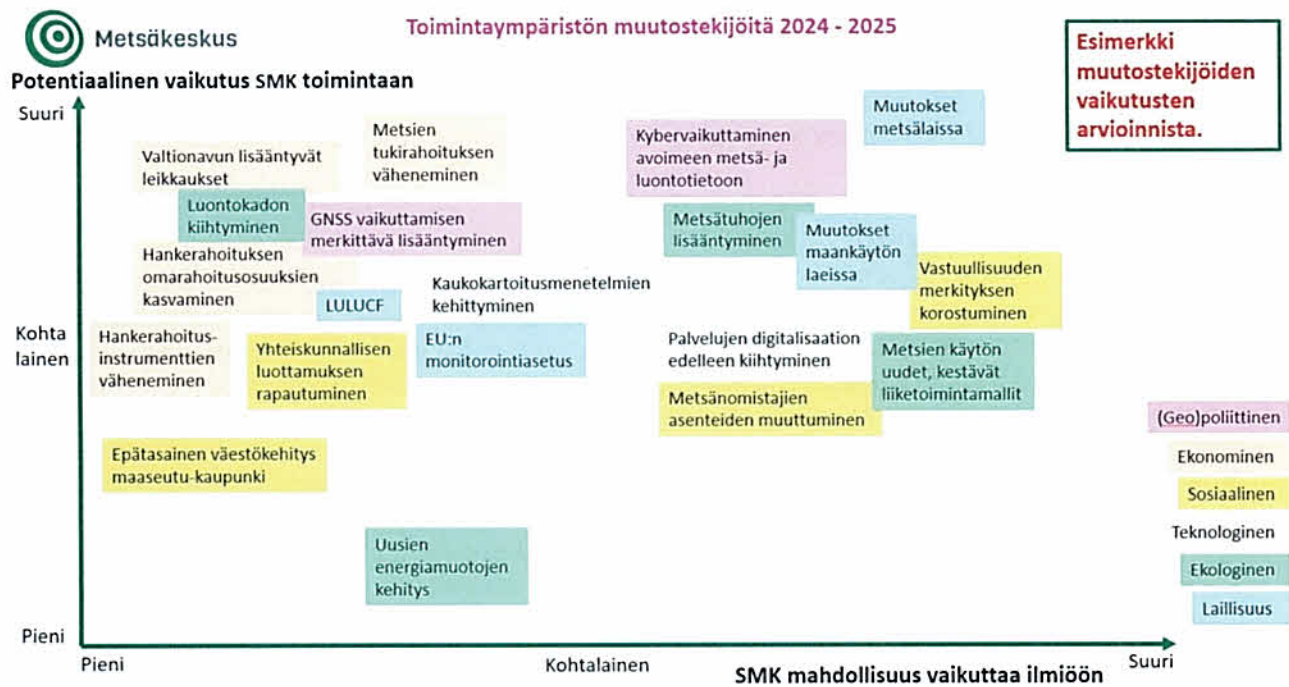 Metsäkeskus
Toimintaympäristön muutostekijöitä 2024 - 2025
Esimerkki
muutostekijöiden
vaikutusten
arvioinnista.
Potentiaalinen vaikutus SMK toimintaan
Suuri
Muutokset
metsälaissa
Metsien
tukirahoituksen
väheneminen
Kybervaikuttaminen
avoimeen metsä- ja
luontotietoon
Valtionavun lisääntyvät
leikkaukset
Luontokadon
kiihtyminen
GNSS vaikuttamisen
merkittävä lisääntyminen
Metsätuhojen
lisääntyminen
Muutokset
maankäytön
laeissa
Hankerahoituksen
omarahoitusosuuksien
kasvaminen
Vastuullisuuden
merkityksen
korostuminen
LULUCF
Kaukokartoitusmenetelmien
kehittyminen
Kohta
lainen
Hankerahoitus-
instrumenttien
väheneminen
Yhteiskunnallisen
luottamuksen
rapautuminen
EU:n
monitorointiasetus
Palvelujen digitalisaation
edelleen kiihtyminen
Metsien käytön
uudet, kestävät
liiketoimintamallit
Metsänomistajien
asenteiden muuttuminen
Epätasainen väestökehitys
maaseutu-kaupunki
Uusien
energiamuotojen
kehitys
(Geo)poliittinen
Ekonominen
Sosiaalinen
Teknologinen
Ekologinen
Laillisuus
Pieni
Pieni
Kohtalainen
Suuri
SMK mahdollisuus vaikuttaa ilmiöön